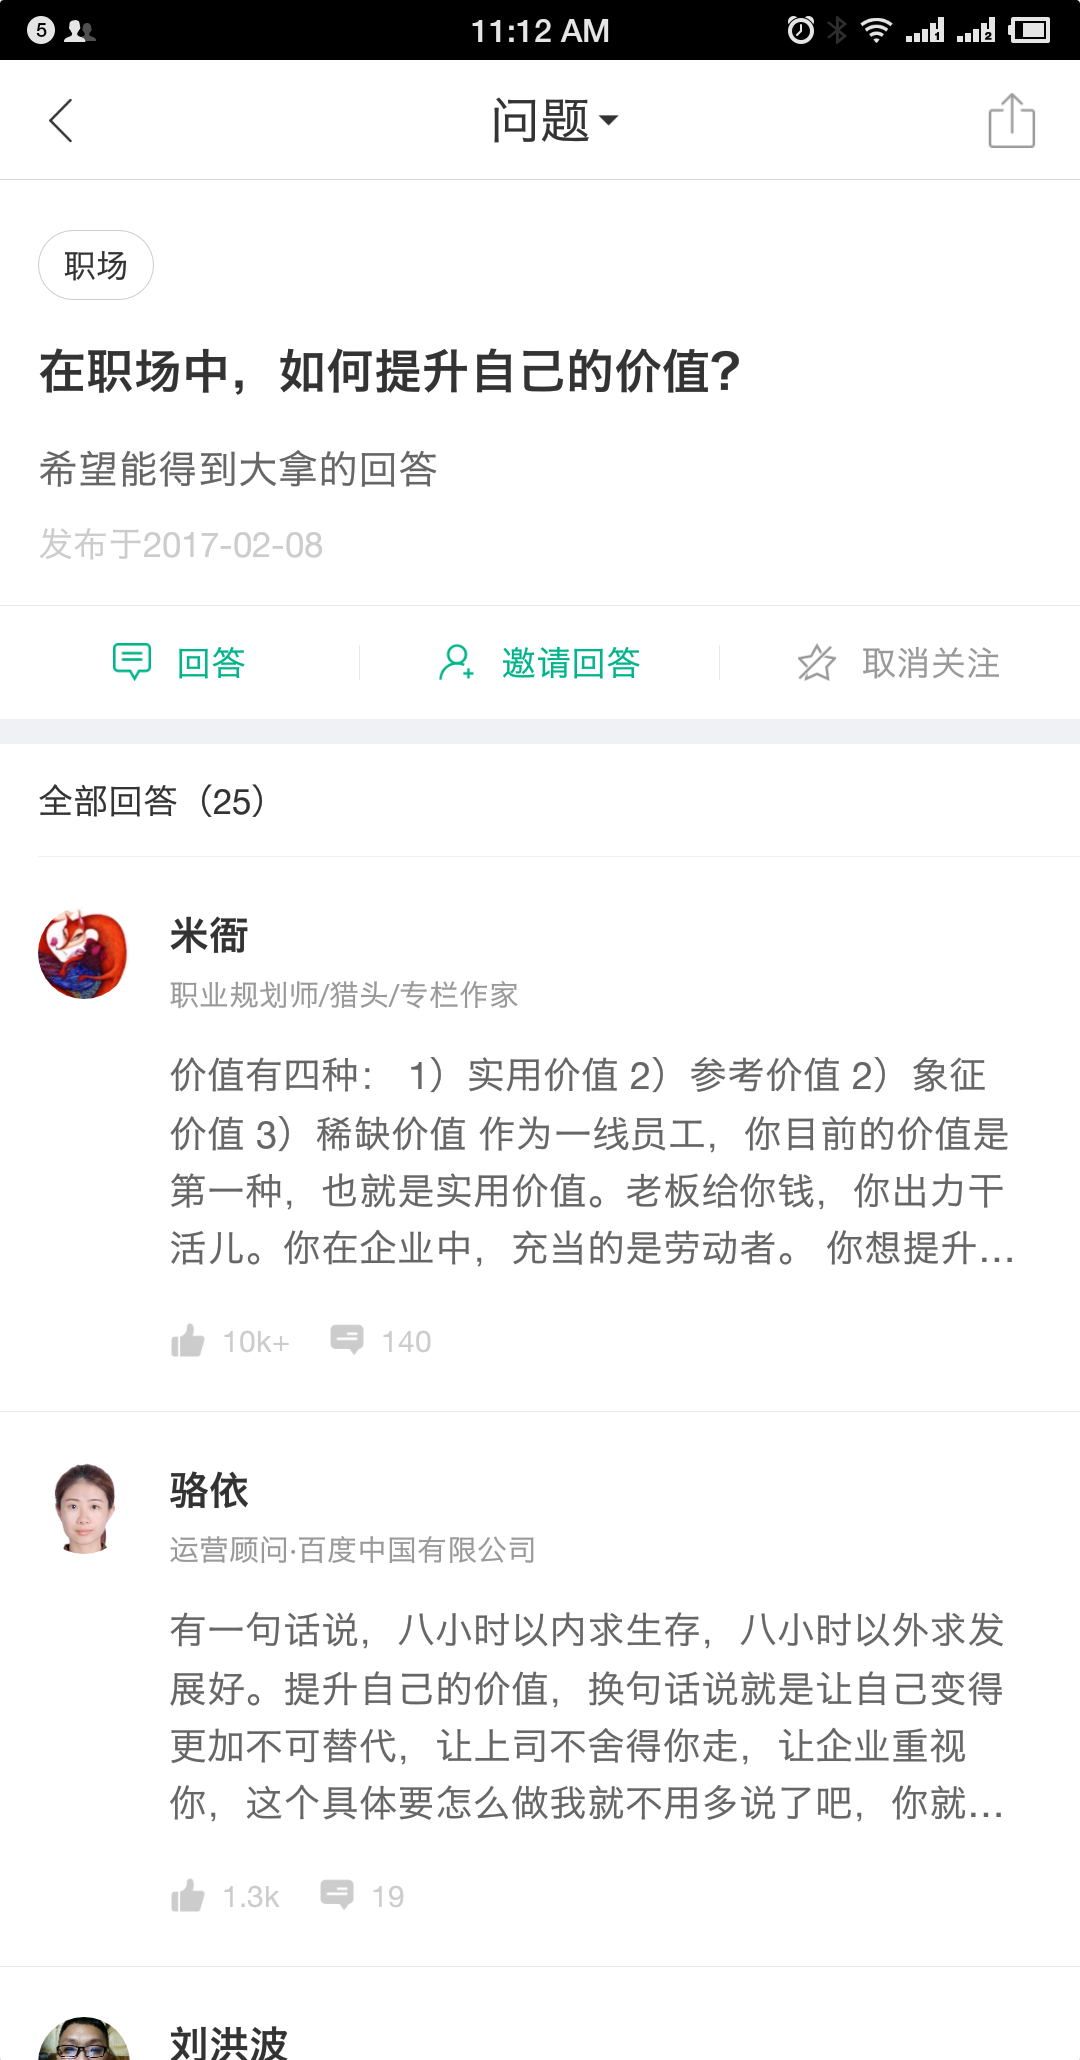 5
11:12 AM
1
2
问题
职场
在职场中，如何提升自己的价值?
希望能得到大拿的回答
发布于2017-02-08
回答
邀请回答
取消关注
全部回答（25）
米衙
职业规划师/猎头/专栏作家
价值有四种： 1）实用价值 2）参考价值 2）象征
价值 3）稀缺价值 作为一线员工，你目前的价值是
第一种，也就是实用价值。老板给你钱，你出力干
活儿。你在企业中，充当的是劳动者。 你想提升...
10k+
140
骆依
运营顾问·百度中国有限公司
有一句话说，八小时以内求生存，八小时以外求发
展好。提升自己的价值，换句话说就是让自己变得
更加不可替代，让上司不舍得你走，让企业重视
你，这个具体要怎么做我就不用多说了吧，你就...
1.3k
19
刘洪波